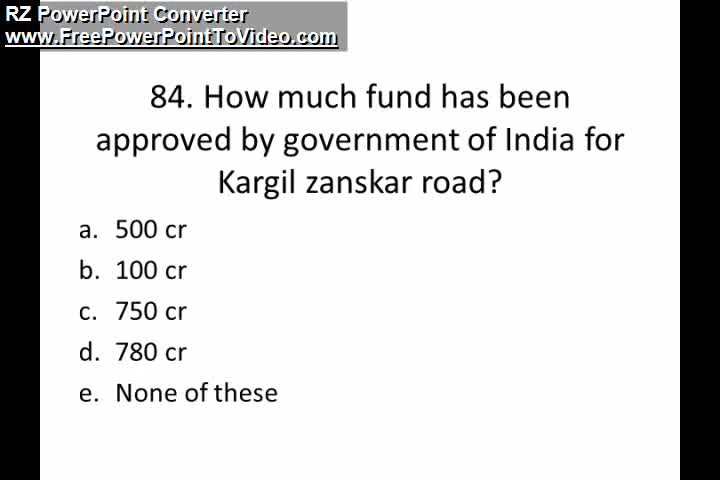 RZ PowerPoint Converter
www.FreePowerPointToVideo.com
84. How much fund has been
approved by government of India for
Kargil zanskar road?
a. 500 cr
b. 100 cr
c. 750 cr
d. 780 cr
e. None of these